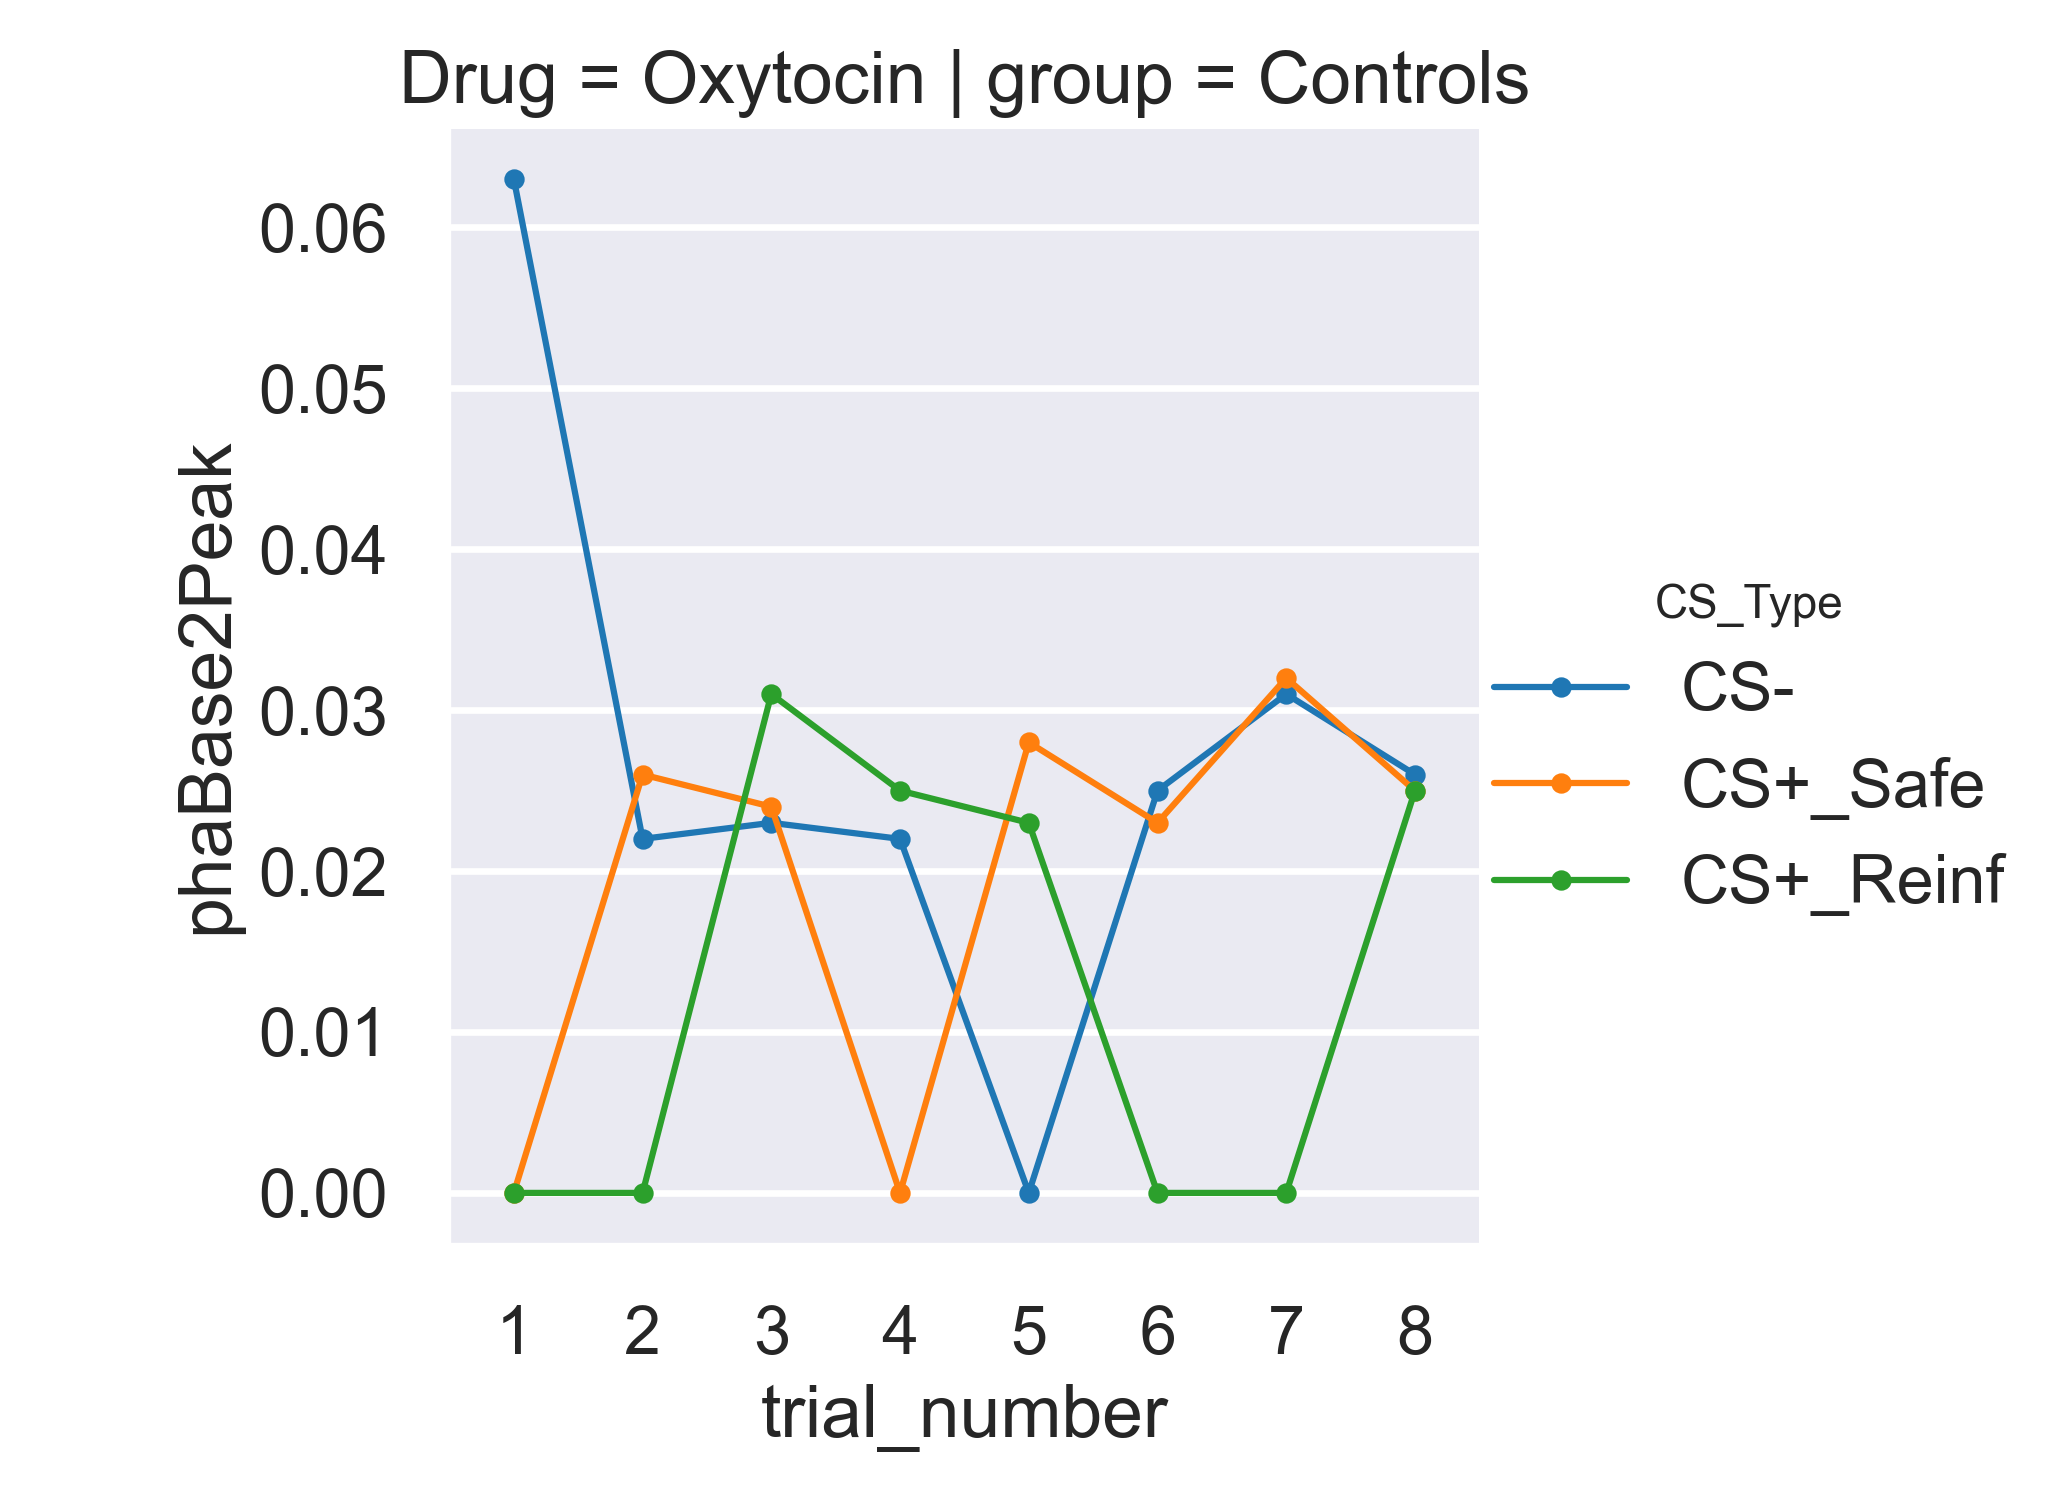 Drug = Oxytocin | group = Controls
0.06
0.05
0.04
0.03
0.02
0.01
0.00
phaBase2Peak
1 2 3 4 5 6 7 8
trial_number
CS_Type
CS-
CS+_Safe
CS+_Reinf